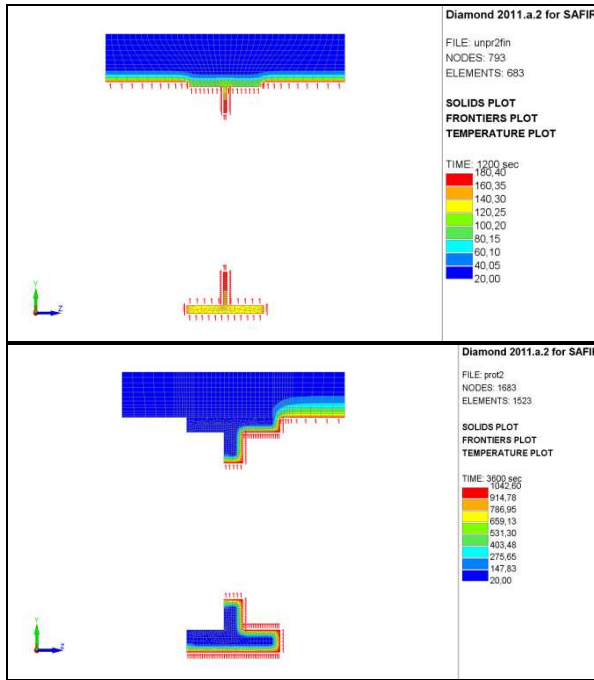 Diamond 2011.a.2 for SAFIR
FILE: unpr2fin
NODES: 793
ELEMENTS: 683
SOLIDS PLOT
FRONTIERS PLOT
TEMPERATURE PLOT
TIME: 1200 sec
180,40
160,35
140,30
120,25
100,20
80,15
60,10
40,05
20,00
Y
Z
Diamond 2011.a.2 for SAFIR
FILE: prot2
NODES: 1683
ELEMENTS: 1523
SOLIDS PLOT
FRONTIERS PLOT
TEMPERATURE PLOT
TIME: 3600 sec
1042,60
914,78
786,95
659,13
531,30
403,48
275,65
147,83
20,00
Y
Z